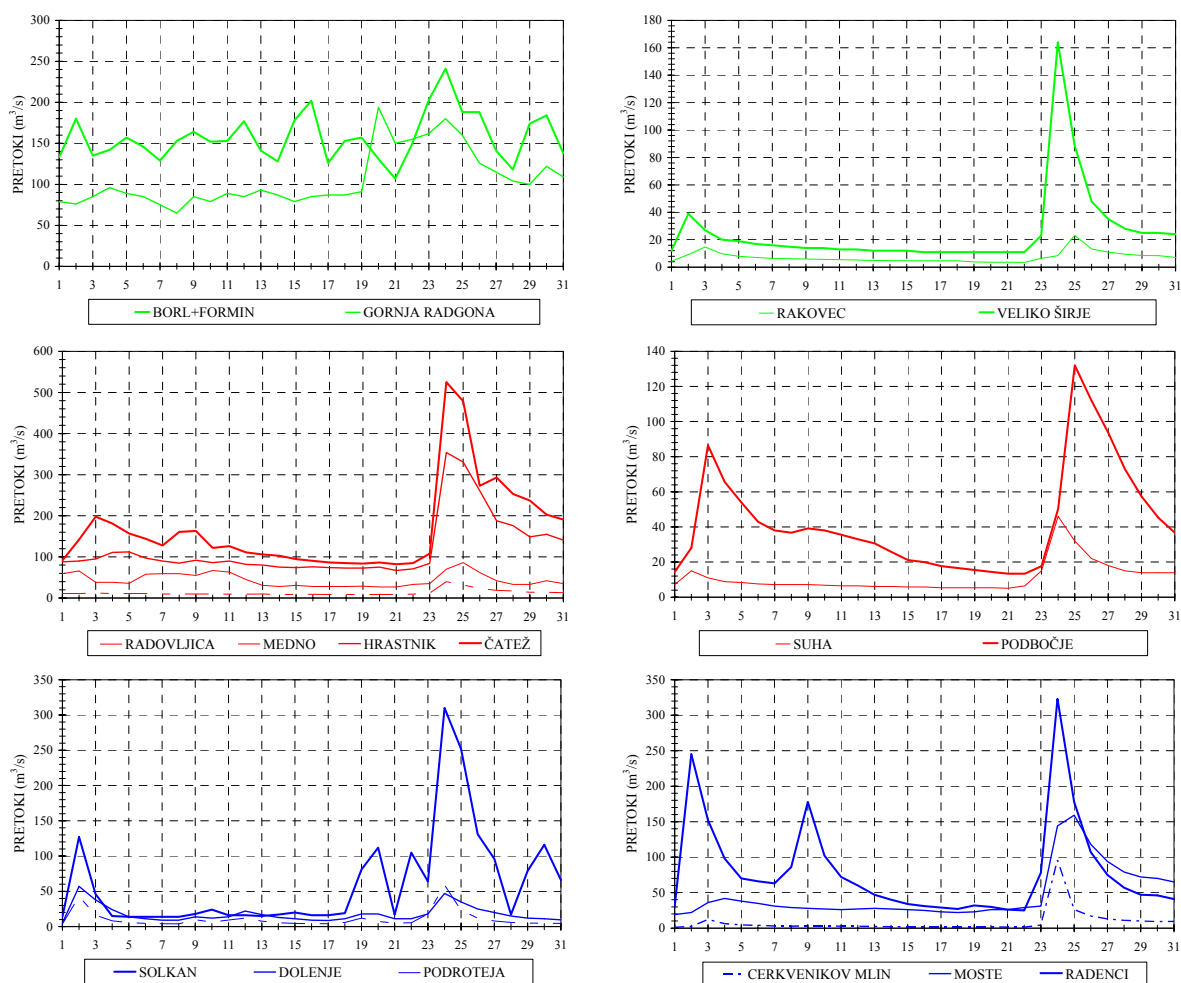 PRETOKI (m³/s)
300
250
200
150
100
50
0
1 3 5 7 9 11 13 15 17 19 21 23 25 27 29 31
BORL+FORMIN GORNJA RADGONA
PRETOKI (m³/s)
180
160
140
120
100
80
60
40
20
0
1 3 5 7 9 11 13 15 17 19 21 23 25 27 29 31
RAKOVEC VELIKO ŠIRJE
PRETOKI (m³/s)
600
500
400
300
200
100
0
1 3 5 7 9 11 13 15 17 19 21 23 25 27 29 31
RADOVLJICA MEDNO HRASTNIK ČATEŽ
PRETOKI (m³/s)
140
120
100
80
60
40
20
0
1 3 5 7 9 11 13 15 17 19 21 23 25 27 29 31
SUHA PODBOČJE
PRETOKI (m³/s)
350
300
250
200
150
100
50
0
1 3 5 7 9 11 13 15 17 19 21 23 25 27 29 31
SOLKAN DOLENJE PODROTEJA
PRETOKI (m³/s)
350
300
250
200
150
100
50
0
1 3 5 7 9 11 13 15 17 19 21 23 25 27 29 31
CERKVENIKOV MLIN MOSTE RADENCI